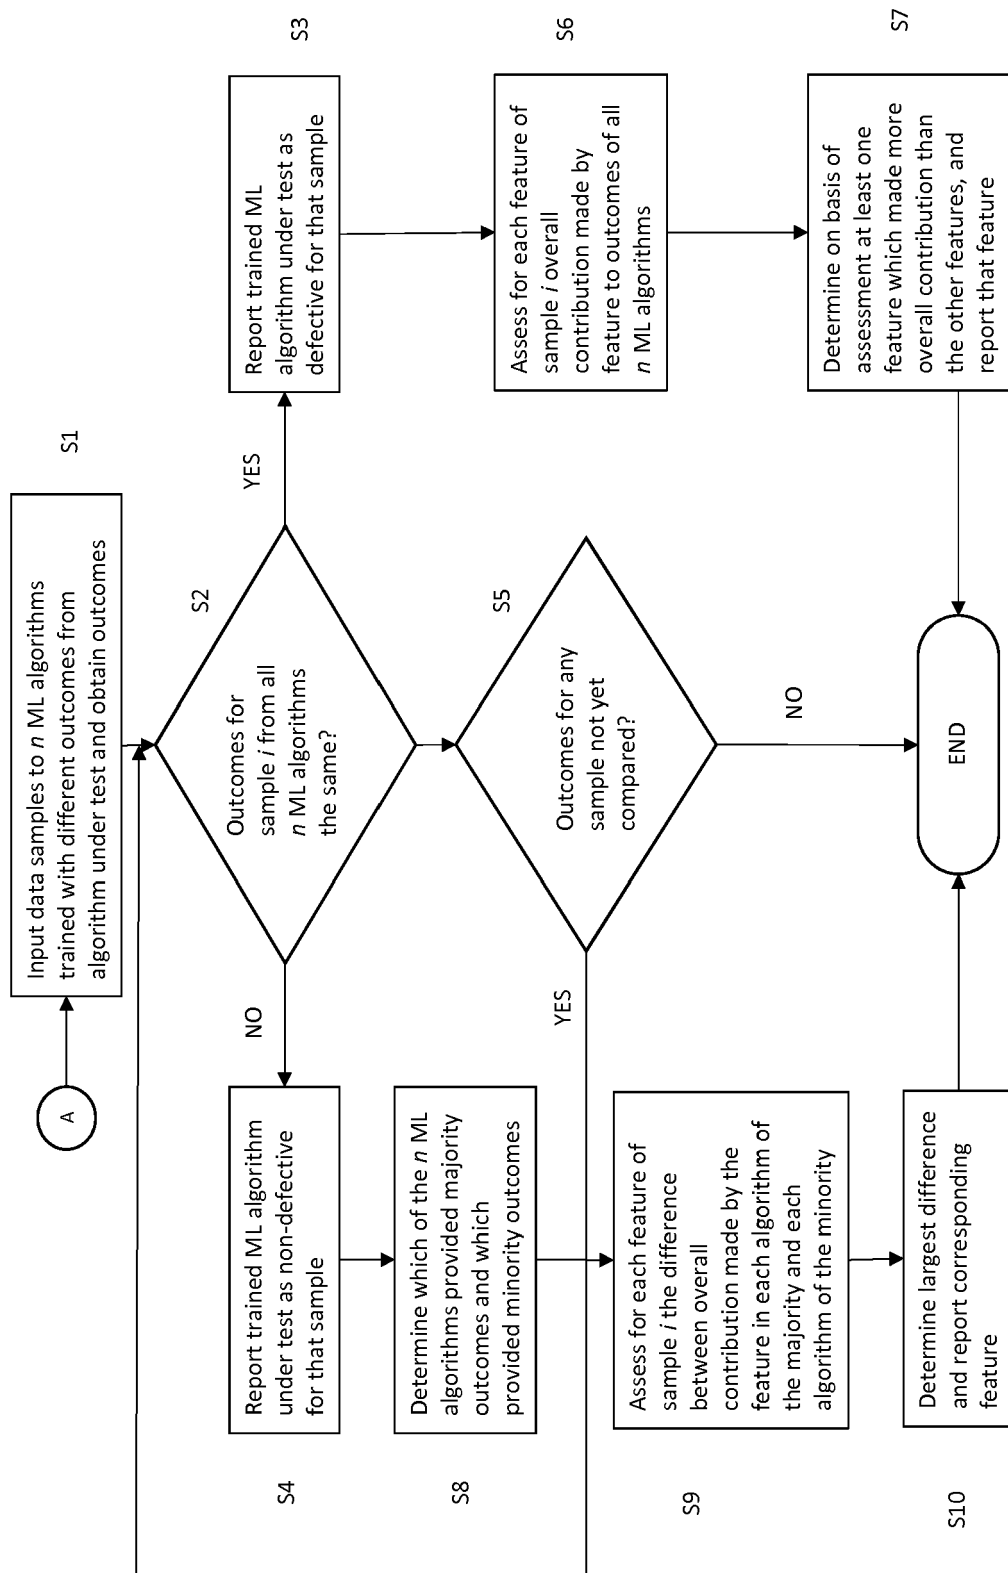 A
Input data samples to n ML algorithms
trained with different outcomes from
algorithm under test and obtain outcomes
S1
S2
Outcomes for
sample i from all
n ML algorithms
the same?
NO
YES
S4
Report trained ML algorithm
under test as non-defective
for that sample
Report trained ML
algorithm under test as
defective for that sample
S3
S8
Determine which of the n ML
algorithms provided majority
outcomes and which
provided minority outcomes
S5
Outcomes for any
sample not yet
compared?
YES
NO
Assess for each feature of
sample i overall
contribution made by
feature to outcomes of all
n ML algorithms
S6
S9
Assess for each feature of
sample i the difference
between overall
contribution made by the
feature in each algorithm of
the majority and each
algorithm of the minority
Determine on basis of
assessment at least one
feature which made more
overall contribution than
the other features, and
report that feature
S7
S10
Determine largest difference
and report corresponding
feature
END